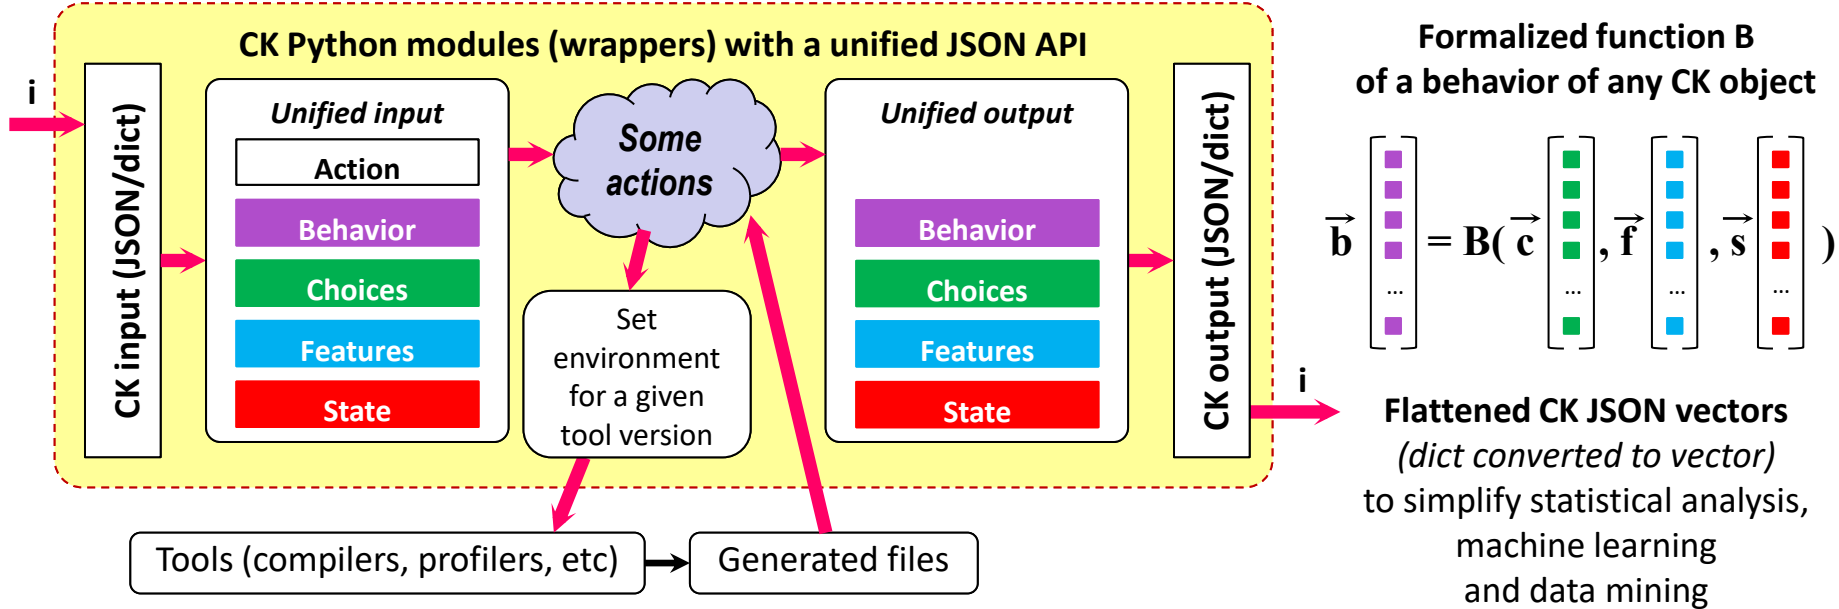 CK Python modules (wrappers) with a unified JSON API
i
CK input (JSON/dict)
Unified input
Action
Behavior
Choices
Features
State
Some
actions
Set
environment
for a given
tool version
Tools (compilers, profilers, etc)
Generated files
Unified output
Behavior
Choices
Features
State
CK output (JSON/dict)
i
Formalized function B
of a behavior of any CK object
b ... = B( c ... , f ... , s ... )
Flattened CK JSON vectors
(dict converted to vector)
to simplify statistical analysis,
machine learning
and data mining